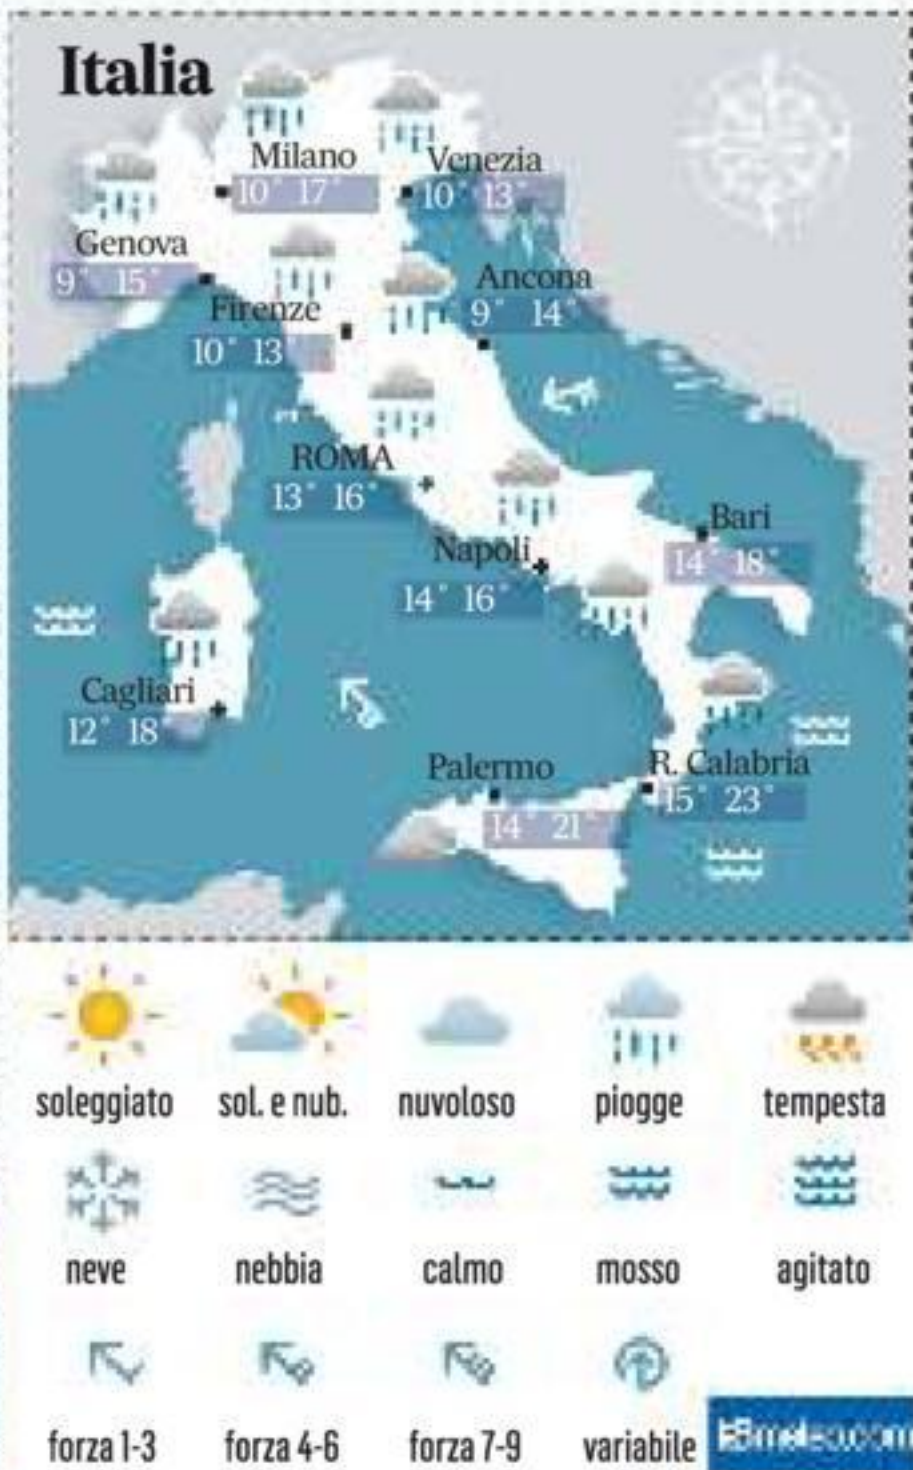 Italia
Milano
10° 17°
Venezia
10° 13°
Genova
9° 15°
Firenze
10° 13°
Ancona
9° 14°
ROMA
13° 16°
Napoli
14° 16°
Bari
14° 18°
Cagliari
12° 18°
Palermo
14° 21°
R. Calabria
15° 23°
soleggiato sol. e nub. nuvoloso piogge tempesta
neve nebbia calmo mosso agitato
forza 1-3 forza 4-6 forza 7-9 variabile